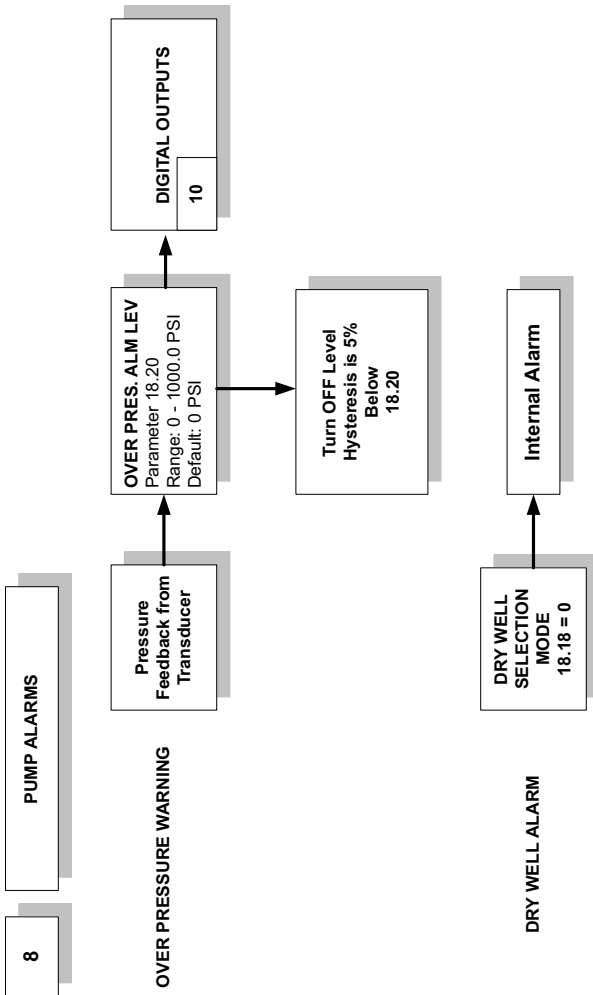 8
PUMP ALARMS
OVER PRESSURE WARNING
Pressure
Feedback from
Transducer
OVER PRES. ALM LEV
Parameter 18.20
Range: 0 - 1000.0 PSI
Default: 0 PSI
DIGITAL OUTPUTS
10
Turn OFF Level
Hysteresis is 5%
Below
18.20
DRY WELL ALARM
DRY WELL
SELECTION
MODE
18.18 = 0
Internal Alarm